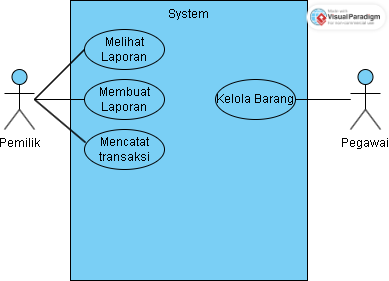 System
Made with
Visual Paradigm
For non-commercial use
Melihat
Laporan
Membuat
Laporan
Kelola Barang
Mencatat
transaksi
Pemilik
Pegawai